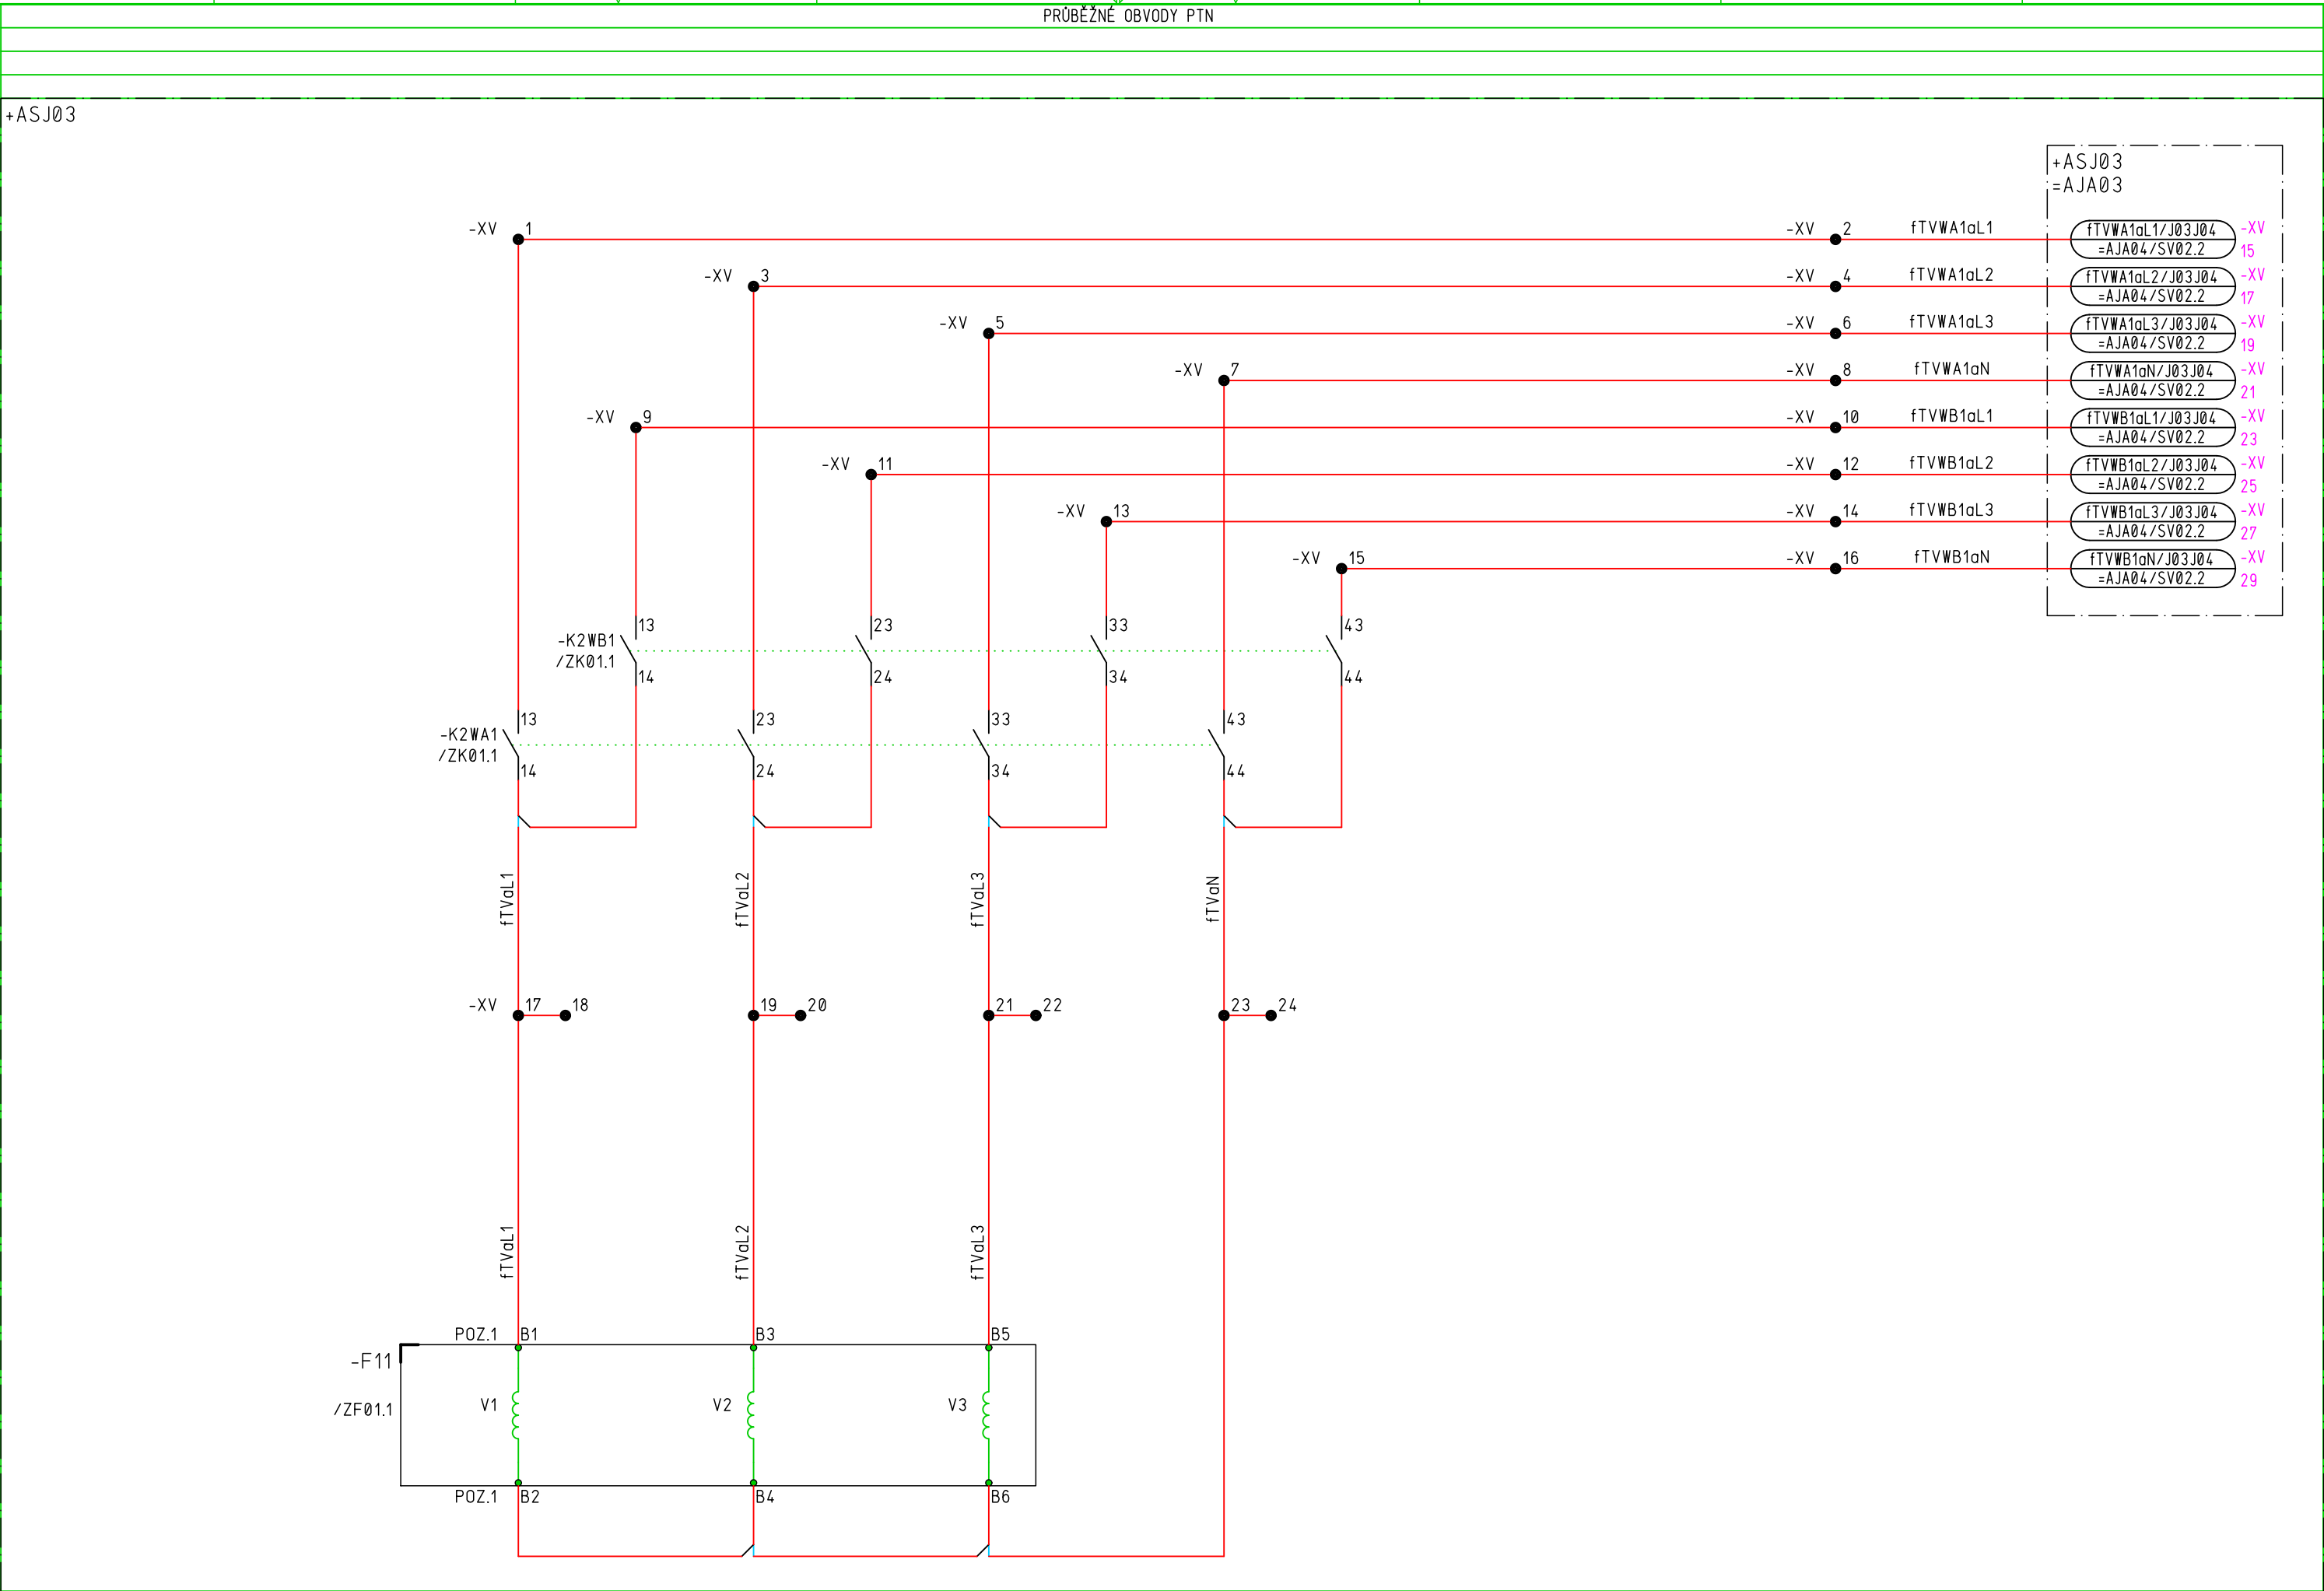 PRŮBĚŽNÉ OBVODY PTN
+ASJ03
+ASJ03
=AJA03
-XV 1
-XV 2 fTVWA1aL1
fTVWA1aL1/J03J04 -XV
=AJA04/SV02.2 15
-XV 3
-XV 4 fTVWA1aL2
fTVWA1aL2/J03J04 -XV
=AJA04/SV02.2 17
-XV 5
-XV 6 fTVWA1aL3
fTVWA1aL3/J03J04 -XV
=AJA04/SV02.2 19
-XV 7
-XV 8 fTVWA1aN
fTVWA1aN/J03J04 -XV
=AJA04/SV02.2 21
-XV 9
-XV 10 fTVWB1aL1
fTVWB1aL1/J03J04 -XV
=AJA04/SV02.2 23
-XV 11
-XV 12 fTVWB1aL2
fTVWB1aL2/J03J04 -XV
=AJA04/SV02.2 25
-XV 13
-XV 14 fTVWB1aL3
fTVWB1aL3/J03J04 -XV
=AJA04/SV02.2 27
-XV 15
-XV 16 fTVWB1aN
fTVWB1aN/J03J04 -XV
=AJA04/SV02.2 29
13 23 33 43
-K2WB1
/ZK01.1
14 24 34 44
13 23 33 43
-K2WA1
/ZK01.1
14 24 34 44
fTVaL1 fTVaL2 fTVaL3 fTVaN
-XV 17 18 19 20 21 22 23 24
fTVaL1 fTVaL2 fTVaL3
POZ.1 B1 B3 B5
-F11
/ZF01.1 V1 V2 V3
POZ.1 B2 B4 B6